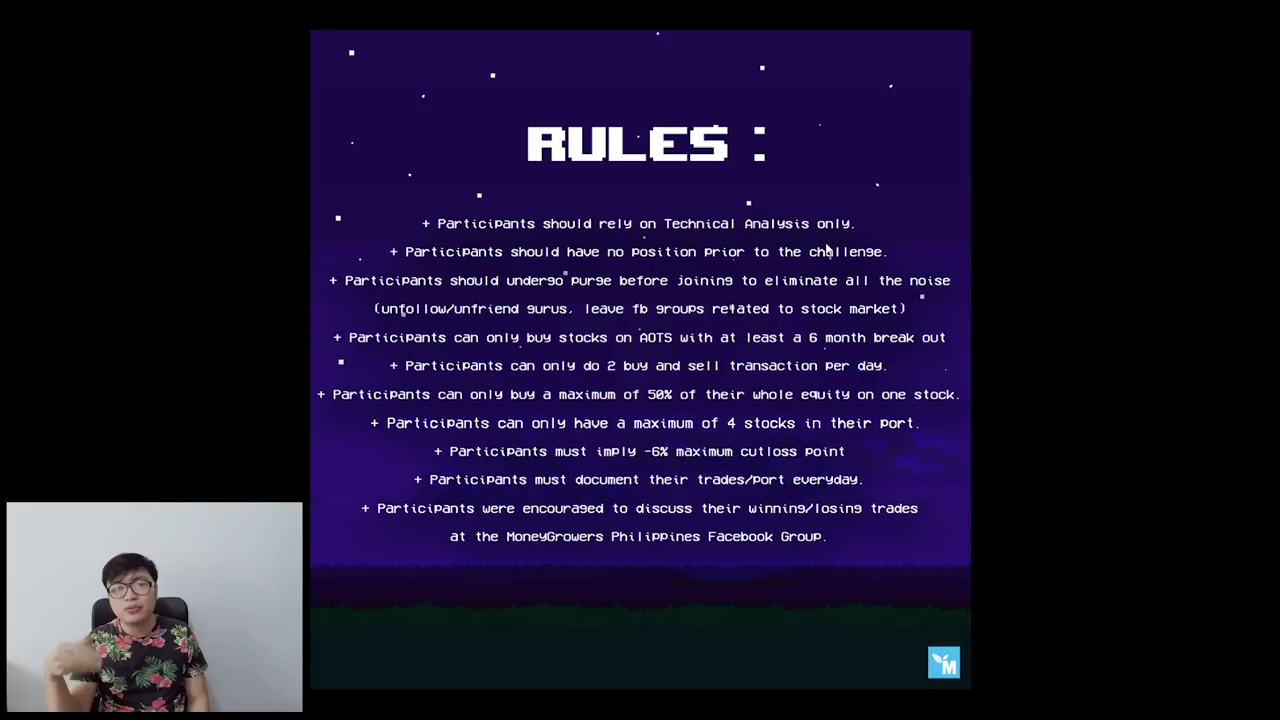 RULES :
+ Participants should rely on Technical Analysis only.
+ Participants should have no position prior to the challenge.
+ Participants should undergo purge before joining to eliminate all the noise
(unfollow/unfriend gurus, leave fb groups related to stock market)
+ Participants can only buy stocks on AOTS with at least a 6 month break out
+ Participants can only do 2 buy and sell transaction per day.
+ Participants can only buy a maximum of 50% of their whole equity on one stock.
+ Participants can only have a maximum of 4 stocks in their port.
+ Participants must imply -6% maximum cutloss point
+ Participants must document their trades/port everyday.
+ Participants were encouraged to discuss their winning/losing trades
at the MoneyGrowers Philippines Facebook Group.
M